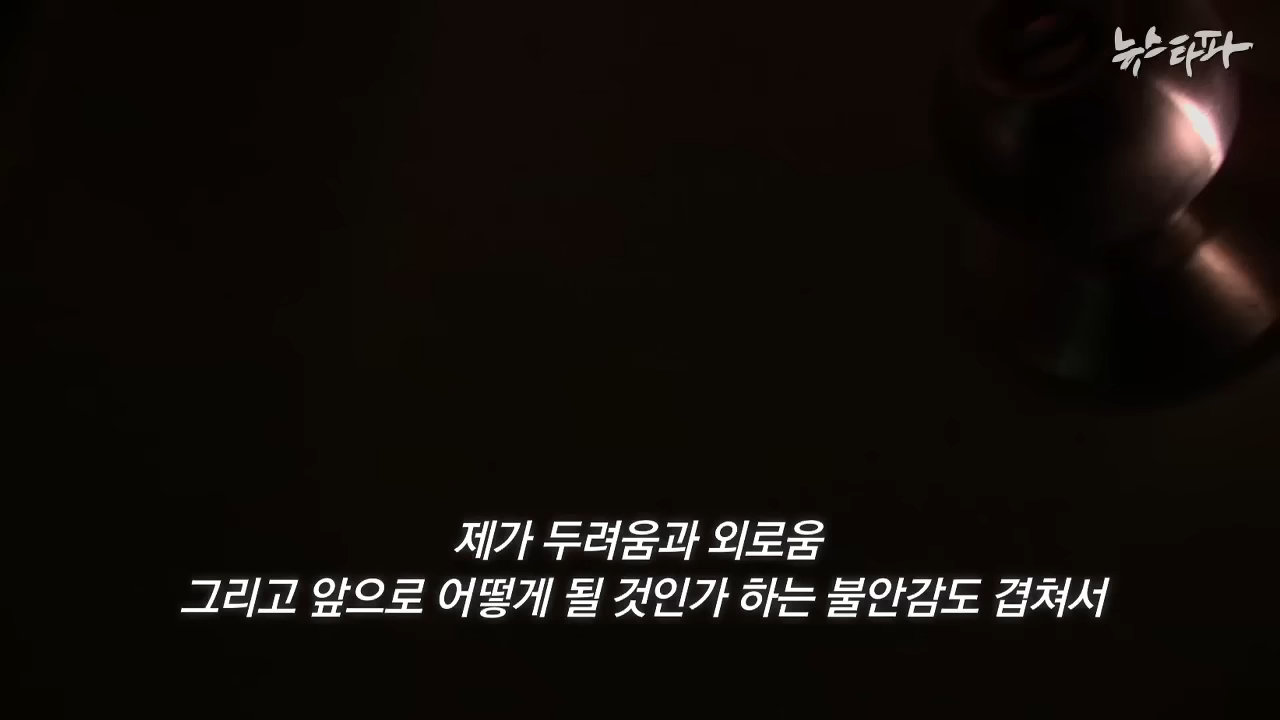 뉴스타파
제가 두려움과 외로움
그리고 앞으로 어떻게 될 것인가 하는 불안감도 겹쳐서